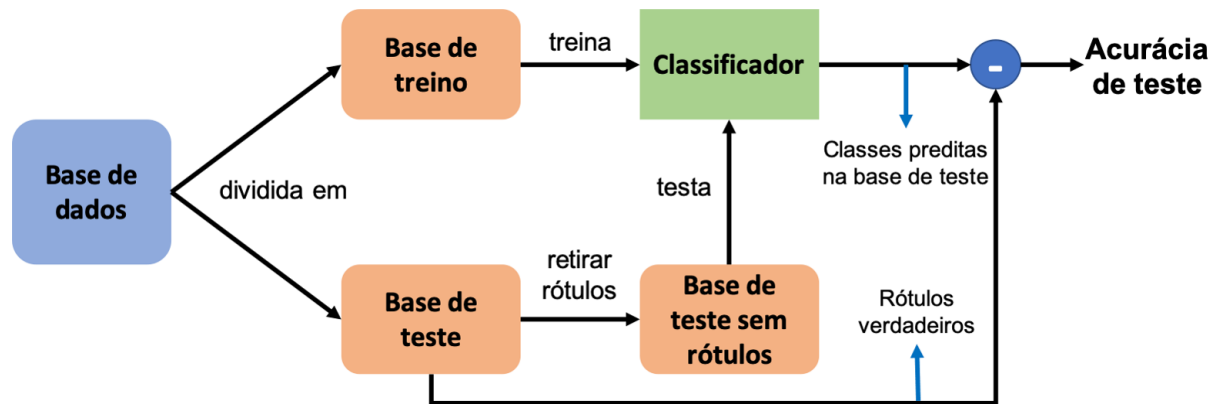 Base de
treino
treina
Classificador
-
Acurácia
de teste
Classes preditas
na base de teste
Base de
dados
dividida em
testa
Base de
teste
retirar
rótulos
Base de
teste sem
rótulos
Rótulos
verdadeiros